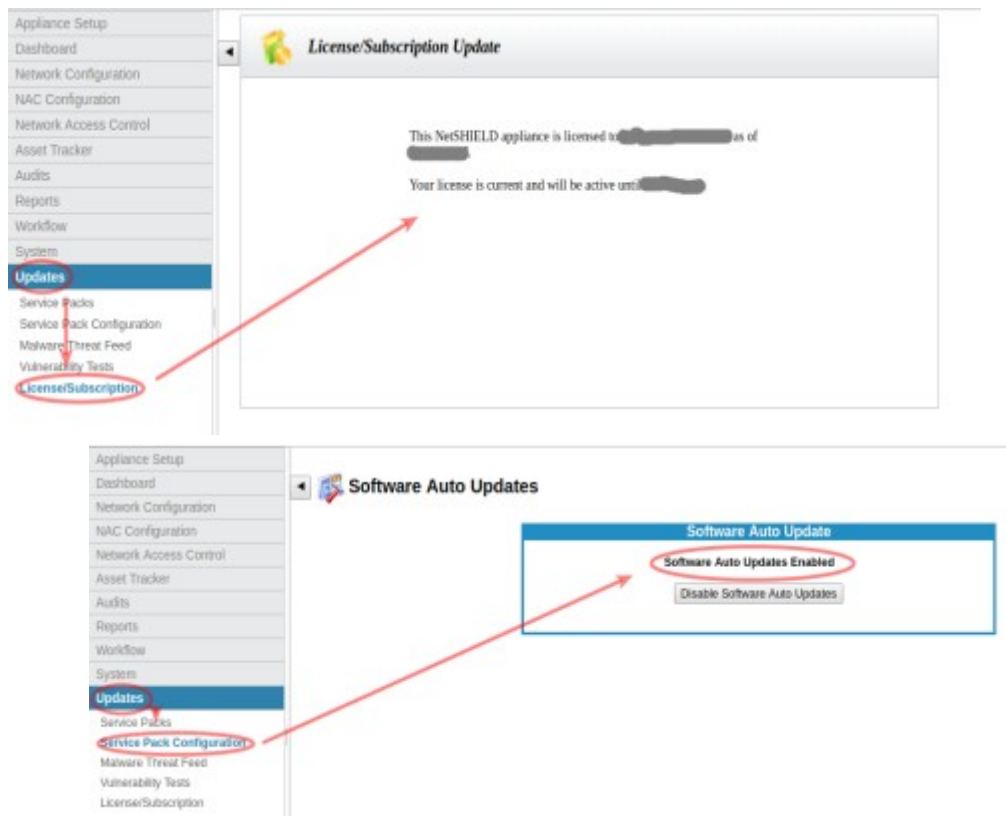 Appliance Setup
Dashboard
Network Configuration
NAC Configuration
Network Access Control
Asset Tracker
Audits
Reports
Workflow
System
Updates
Service Packs
Service Pack Configuration
Malware Threat Feed
Vulnerability Tests
License/Subscription
License/Subscription Update
This NetSHIELD appliance is licensed to as of
Your license is current and will be active until
Appliance Setup
Dashboard
Network Configuration
NAC Configuration
Network Access Control
Asset Tracker
Audits
Reports
Workflow
System
Updates
Service Packs
Service Pack Configuration
Malware Threat Feed
Vulnerability Tests
License/Subscription
Software Auto Updates
Software Auto Update
Software Auto Updates Enabled
Disable Software Auto Updates